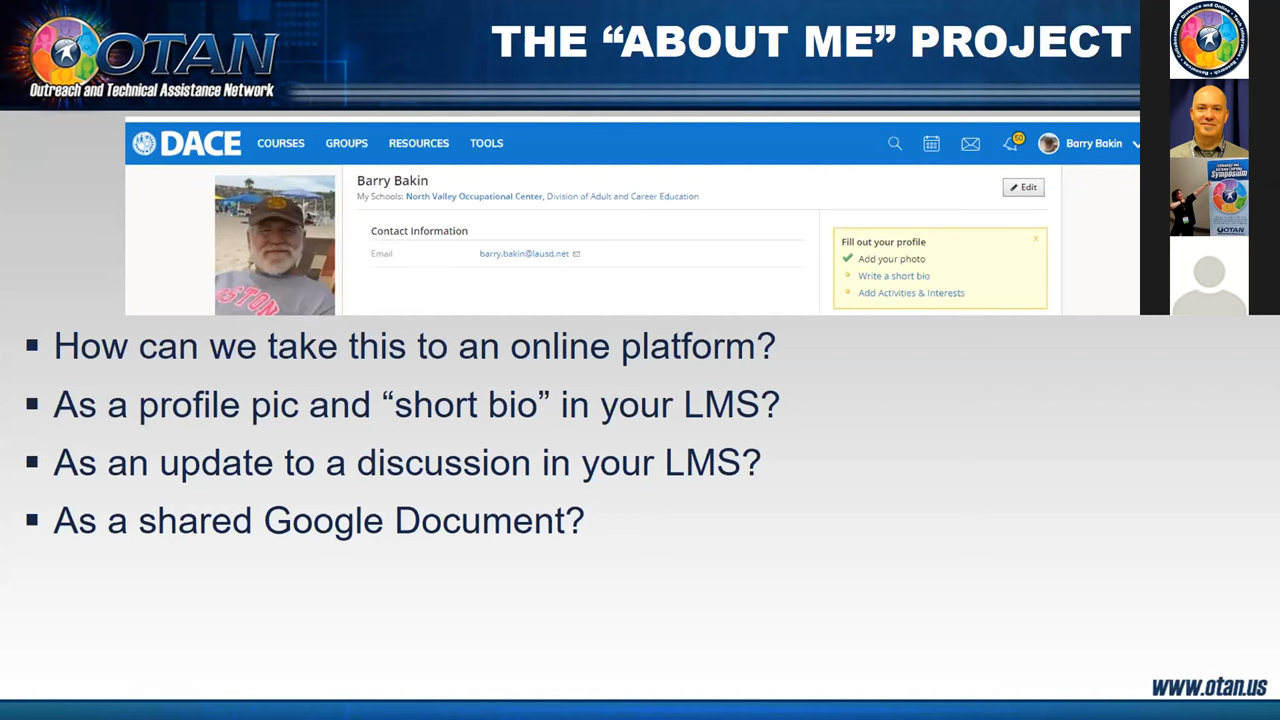 OTAN
Outreach and Technical Assistance Network
THE “ABOUT ME” PROJECT
DACE COURSES GROUPS RESOURCES TOOLS Barry Bakin
Barry Bakin
My Schools: North Valley Occupational Center, Division of Adult and Career Education
Edit
Contact Information
Email barry.bakin@lausd.net
Fill out your profile x
Add your photo
Write a short bio
Add Activities & Interests
▪ How can we take this to an online platform?
▪ As a profile pic and “short bio” in your LMS?
▪ As an update to a discussion in your LMS?
▪ As a shared Google Document?
Symposium
OTAN
www.otan.us